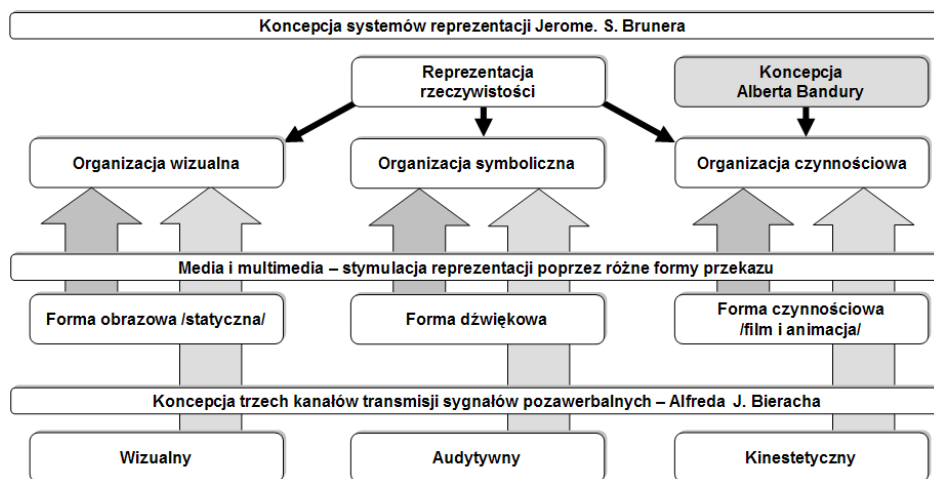 Koncepcja systemów reprezentacji Jerome. S. Brunera
Reprezentacja
rzeczywistości
Koncepcja
Alberta Bandury
Organizacja wizualna
Organizacja symboliczna
Organizacja czynnościowa
Media i multimedia – stymulacja reprezentacji poprzez różne formy przekazu
Forma obrazowa /statyczna/
Forma dźwiękowa
Forma czynnościowa
/film i animacja/
Koncepcja trzech kanałów transmisji sygnałów pozawerbalnych – Alfreda J. Bieracha
Wizualny
Audytywny
Kinestetyczny